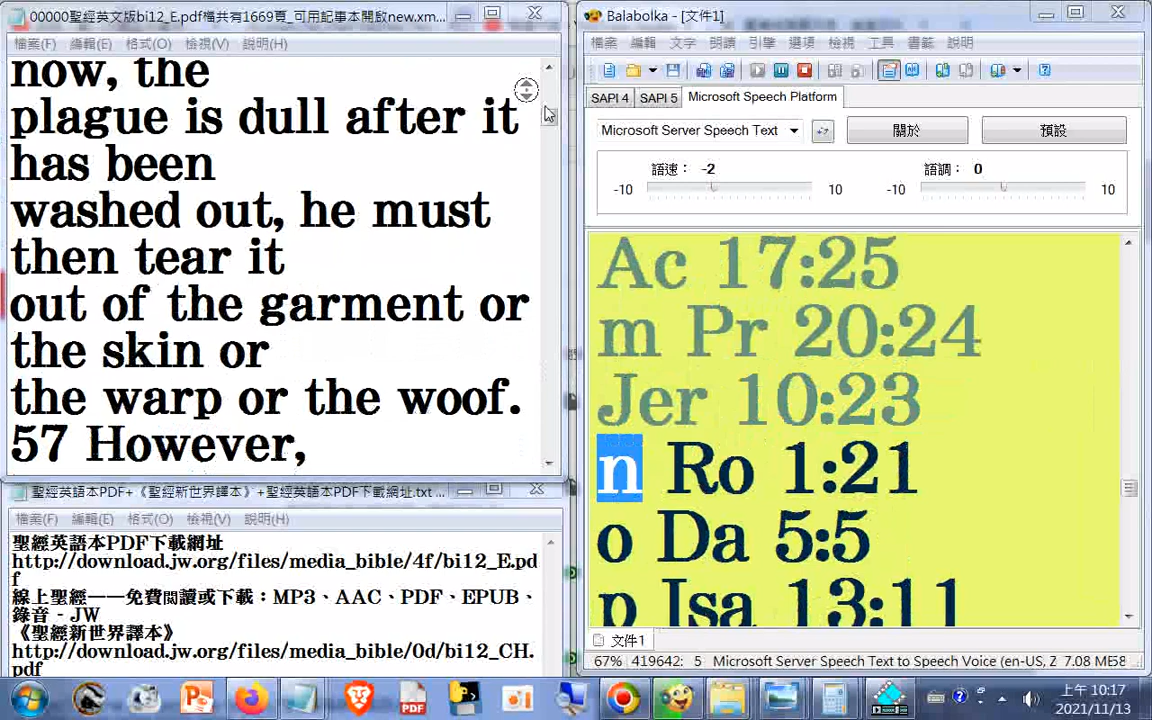 00000聖經英文版bi12_E.pdf檔共有1669頁_可用記事本開啟new.xm...
檔案(F) 編輯(E) 格式(O) 檢視(V) 說明(H)
now, the
plague is dull after it
has been
washed out, he must
then tear it
out of the garment or
the skin or
the warp or the woof.
57 However,
聖經英語本PDF+《聖經新世界譯本》+聖經英語本PDF下載網址.txt ...
檔案(F) 編輯(E) 格式(O) 檢視(V) 說明(H)
聖經英語本PDF下載網址
http://download.jw.org/files/media_bible/4f/bi12_E.pd
f
線上聖經——免費閱讀或下載：MP3、AAC、PDF、EPUB、
錄音 - JW
《聖經新世界譯本》
http://download.jw.org/files/media_bible/0d/bi12_CH.
pdf
Balabolka - [文件1]
檔案 編輯 文字 朗讀 引擎 選項 檢視 工具 書籤 說明
SAPI 4 SAPI 5 Microsoft Speech Platform
Microsoft Server Speech Text 關於 預設
語速： -2 語調： 0
-10 10 -10 10
Ac 17:25
m Pr 20:24
Jer 10:23
n Ro 1:21
o Da 5:5
p Isa 13:11
文件1
67% 419642: 5 Microsoft Server Speech Text to Speech Voice (en-US, Z 7.08 ME58
上午 10:17
2021/11/13